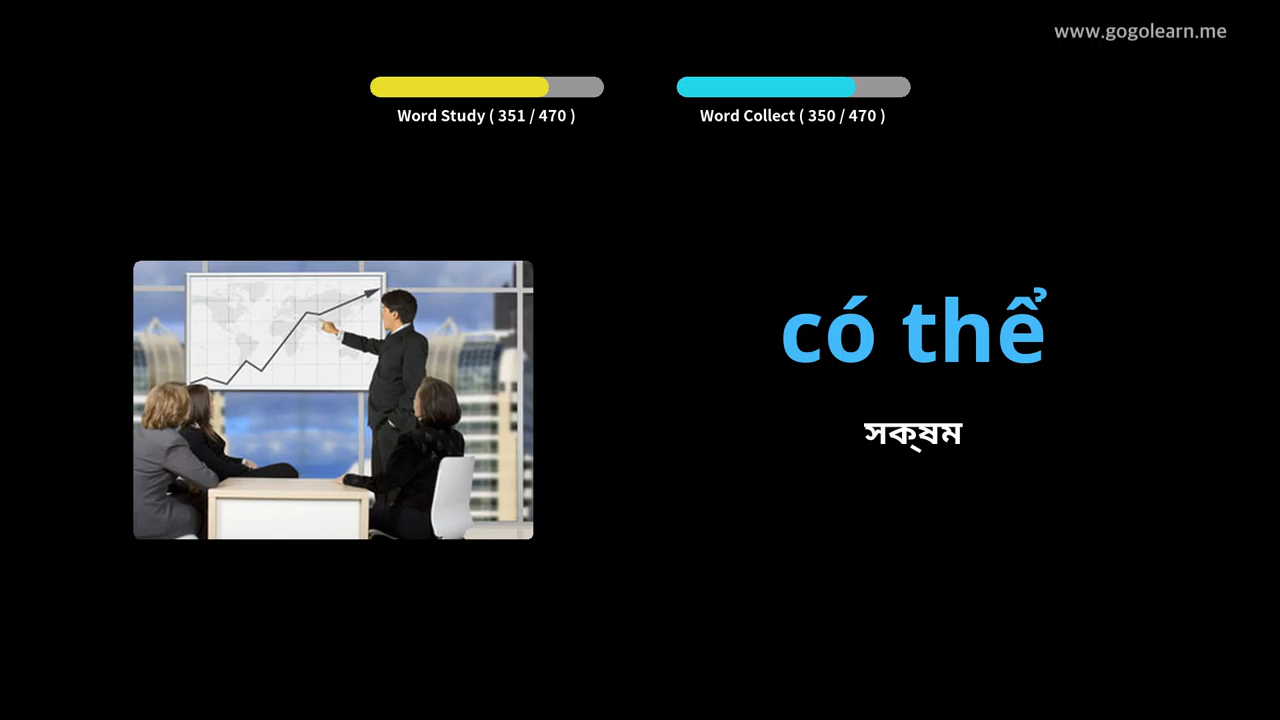 www.gogolearn.me
Word Study ( 351 / 470 )
Word Collect ( 350 / 470 )
có thể
সক্ষম